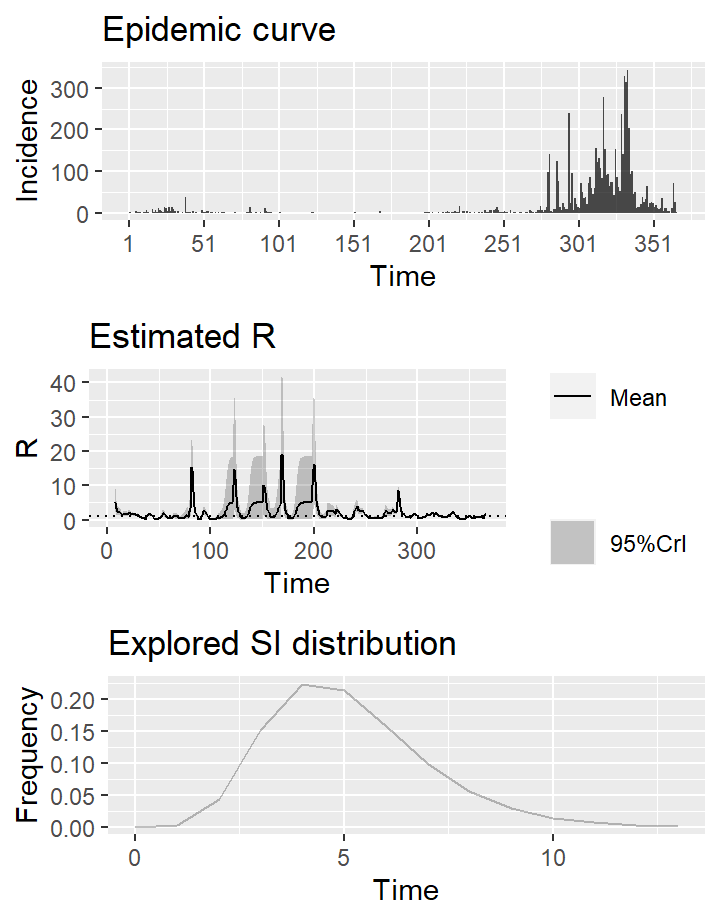 Epidemic curve
Incidence
300
200
100
0
1 51 101 151 201 251 301 351
Time
Estimated R
R
40
30
20
10
0
0 100 200 300
Time
Mean
95%CrI
Explored SI distribution
Frequency
0.20
0.15
0.10
0.05
0.00
0 5 10
Time